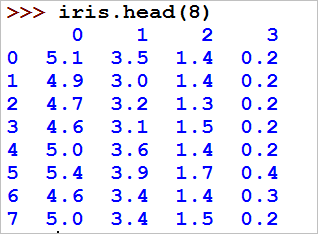 >>> iris.head(8)
0 1 2 3
0 5.1 3.5 1.4 0.2
1 4.9 3.0 1.4 0.2
2 4.7 3.2 1.3 0.2
3 4.6 3.1 1.5 0.2
4 5.0 3.6 1.4 0.2
5 5.4 3.9 1.7 0.4
6 4.6 3.4 1.4 0.3
7 5.0 3.4 1.5 0.2